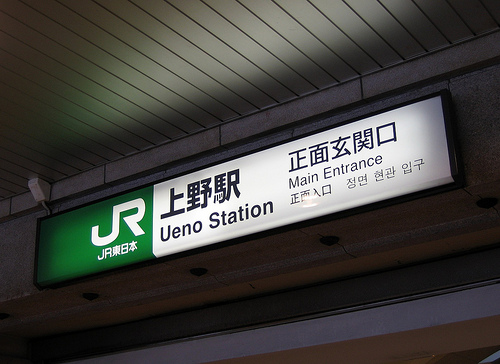 JR
JR東日本
上野駅
Ueno Station
正面玄関口
Main Entrance
正面入口 정면 현관 입구